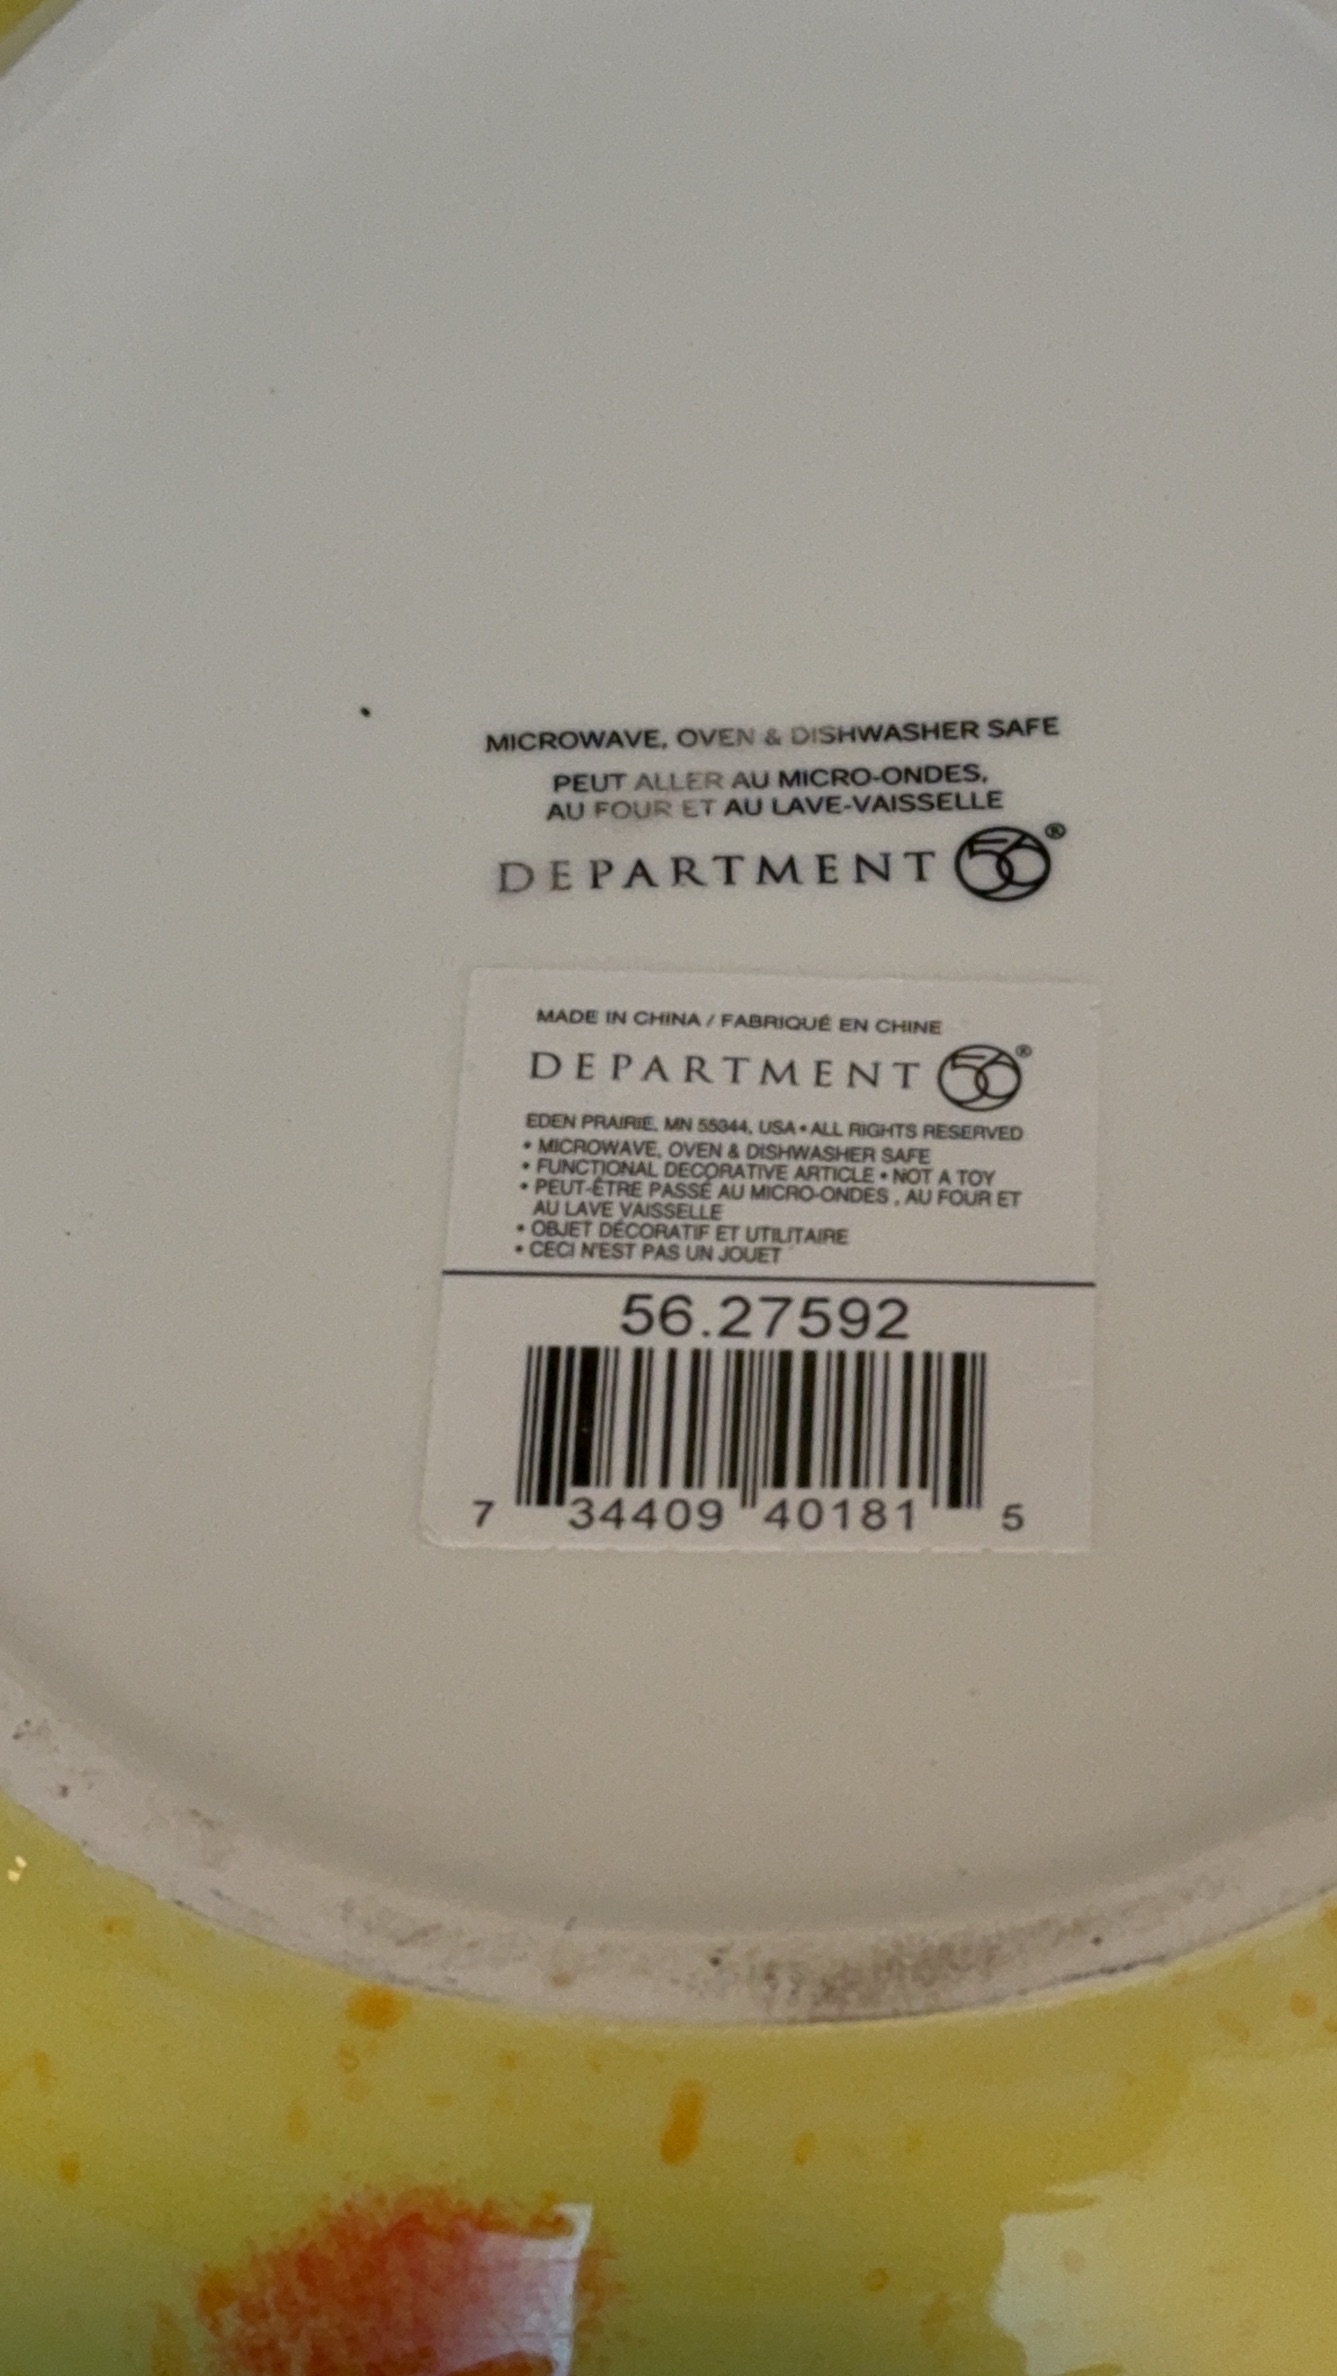 MICROWAVE, OVEN & DISHWASHER SAFE
PEUT ALLER AU MICRO-ONDES,
AU FOUR ET AU LAVE-VAISSELLE
DEPARTMENT 56®
MADE IN CHINA / FABRIQUÉ EN CHINE
DEPARTMENT 56®
EDEN PRAIRIE, MN 55344, USA • ALL RIGHTS RESERVED
• MICROWAVE, OVEN & DISHWASHER SAFE
• FUNCTIONAL DECORATIVE ARTICLE • NOT A TOY
• PEUT-ÊTRE PASSÉ AU MICRO-ONDES , AU FOUR ET
AU LAVE VAISSELLE
• OBJET DÉCORATIF ET UTILITAIRE
• CECI N'EST PAS UN JOUET
56.27592
7 34409 40181 5